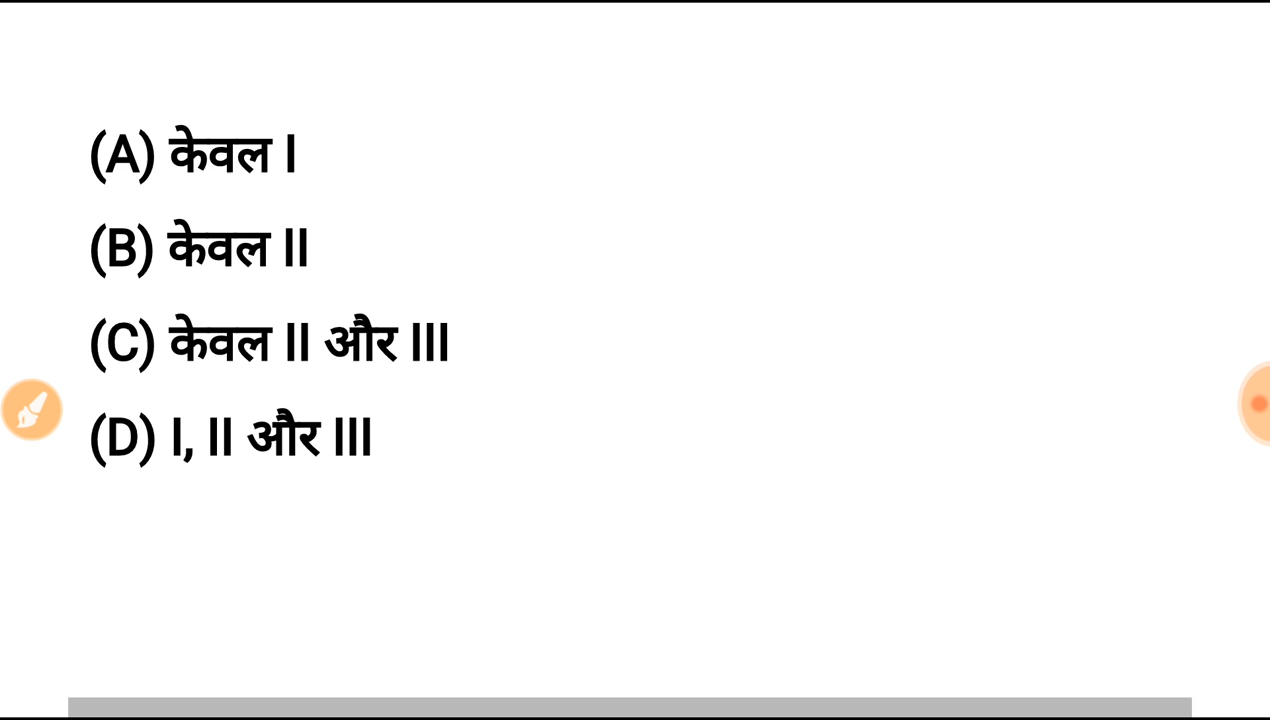 (A) केवल I
(B) केवल II
(C) केवल II और III
(D) I, II और III